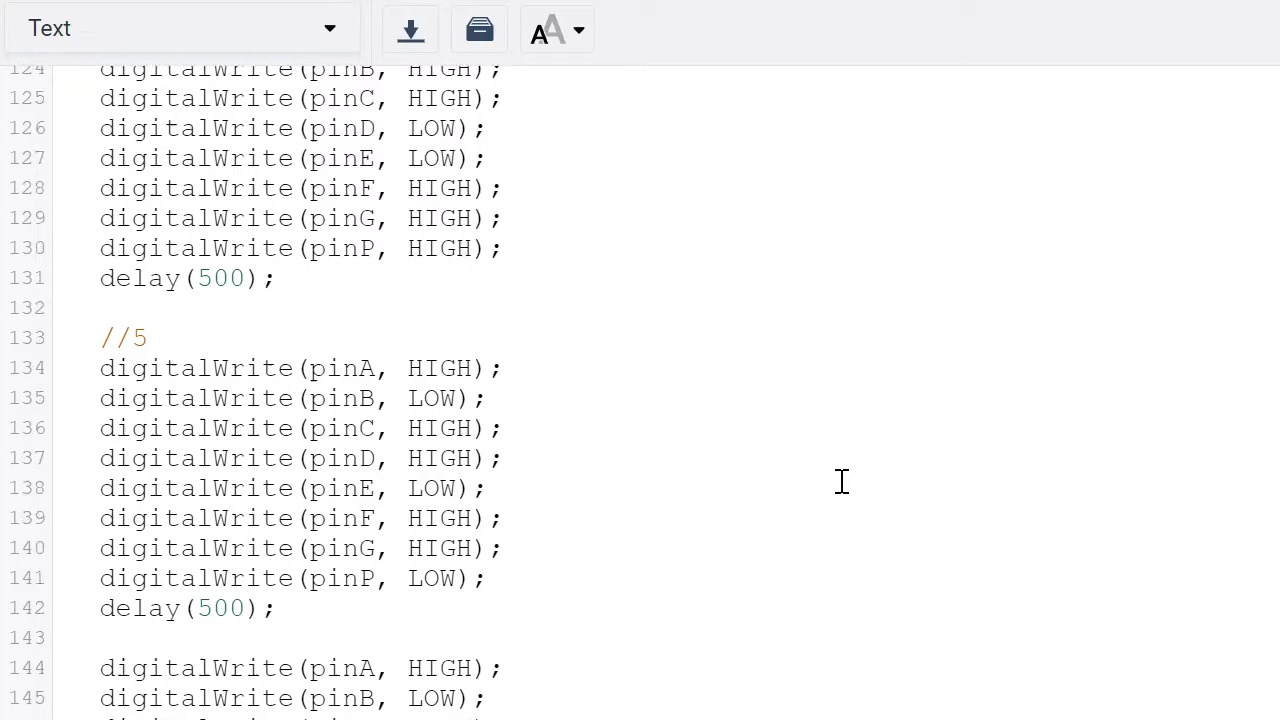 Text
AA
124 digitalWrite(pinB, HIGH);
125 digitalWrite(pinC, HIGH);
126 digitalWrite(pinD, LOW);
127 digitalWrite(pinE, LOW);
128 digitalWrite(pinF, HIGH);
129 digitalWrite(pinG, HIGH);
130 digitalWrite(pinP, HIGH);
131 delay(500);
132
133 //5
134 digitalWrite(pinA, HIGH);
135 digitalWrite(pinB, LOW);
136 digitalWrite(pinC, HIGH);
137 digitalWrite(pinD, HIGH);
138 digitalWrite(pinE, LOW);
139 digitalWrite(pinF, HIGH);
140 digitalWrite(pinG, HIGH);
141 digitalWrite(pinP, LOW);
142 delay(500);
143
144 digitalWrite(pinA, HIGH);
145 digitalWrite(pinB, LOW);